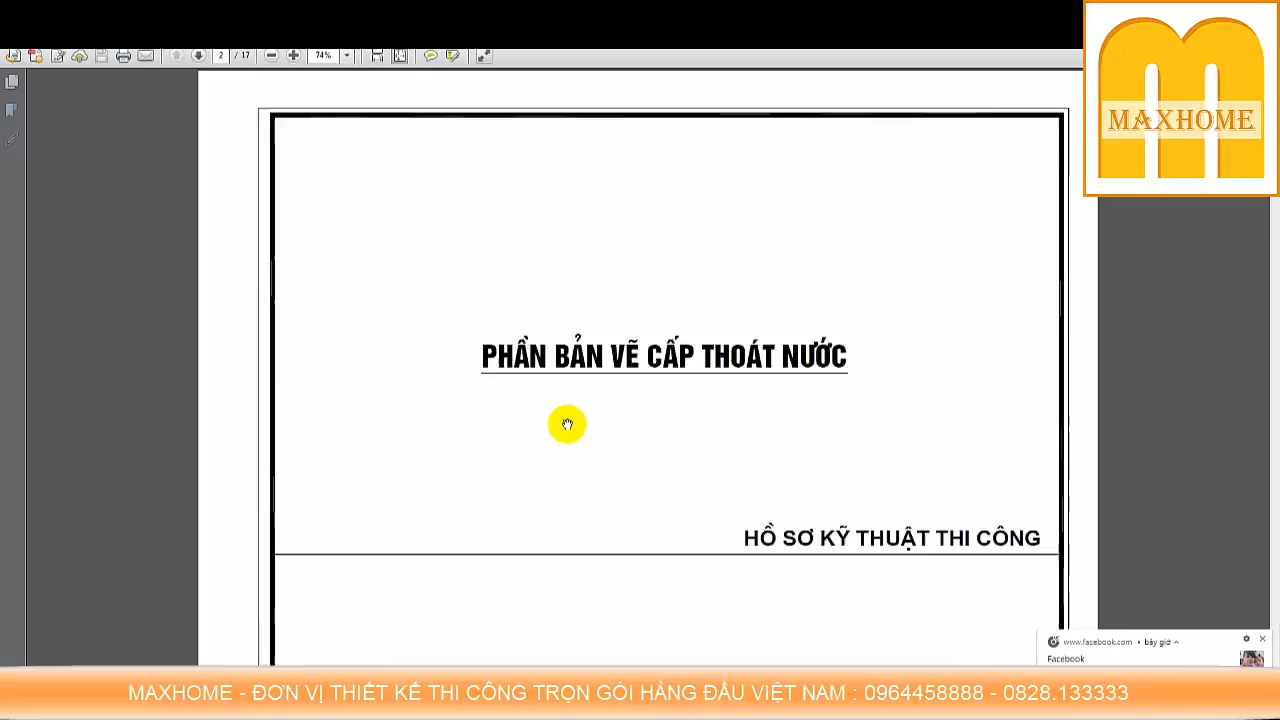 2 / 17
74%
MAXHOME
PHẦN BẢN VẼ CẤP THOÁT NƯỚC
HỒ SƠ KỸ THUẬT THI CÔNG
www.facebook.com • bây giờ
Facebook
MAXHOME - ĐƠN VỊ THIẾT KẾ THI CÔNG TRỌN GÓI HÀNG ĐẦU VIỆT NAM : 0964458888 - 0828.133333